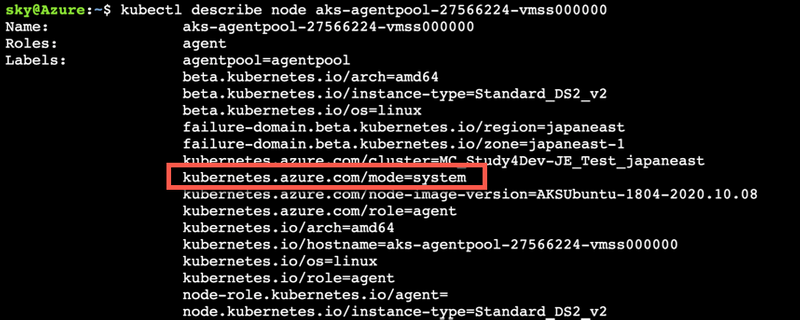 sky@Azure:~$ kubectl describe node aks-agentpool-27566224-vmss000000
Name: aks-agentpool-27566224-vmss000000
Roles: agent
Labels: agentpool=agentpool
beta.kubernetes.io/arch=amd64
beta.kubernetes.io/instance-type=Standard_DS2_v2
beta.kubernetes.io/os=linux
failure-domain.beta.kubernetes.io/region=japaneast
failure-domain.beta.kubernetes.io/zone=japaneast-1
kubernetes.azure.com/cluster=MC_Study4Dev-JE_Test_japaneast
kubernetes.azure.com/mode=system
kubernetes.azure.com/node-image-version=AKSUbuntu-1804-2020.10.08
kubernetes.azure.com/role=agent
kubernetes.io/arch=amd64
kubernetes.io/hostname=aks-agentpool-27566224-vmss000000
kubernetes.io/os=linux
kubernetes.io/role=agent
node-role.kubernetes.io/agent=
node.kubernetes.io/instance-type=Standard_DS2_v2